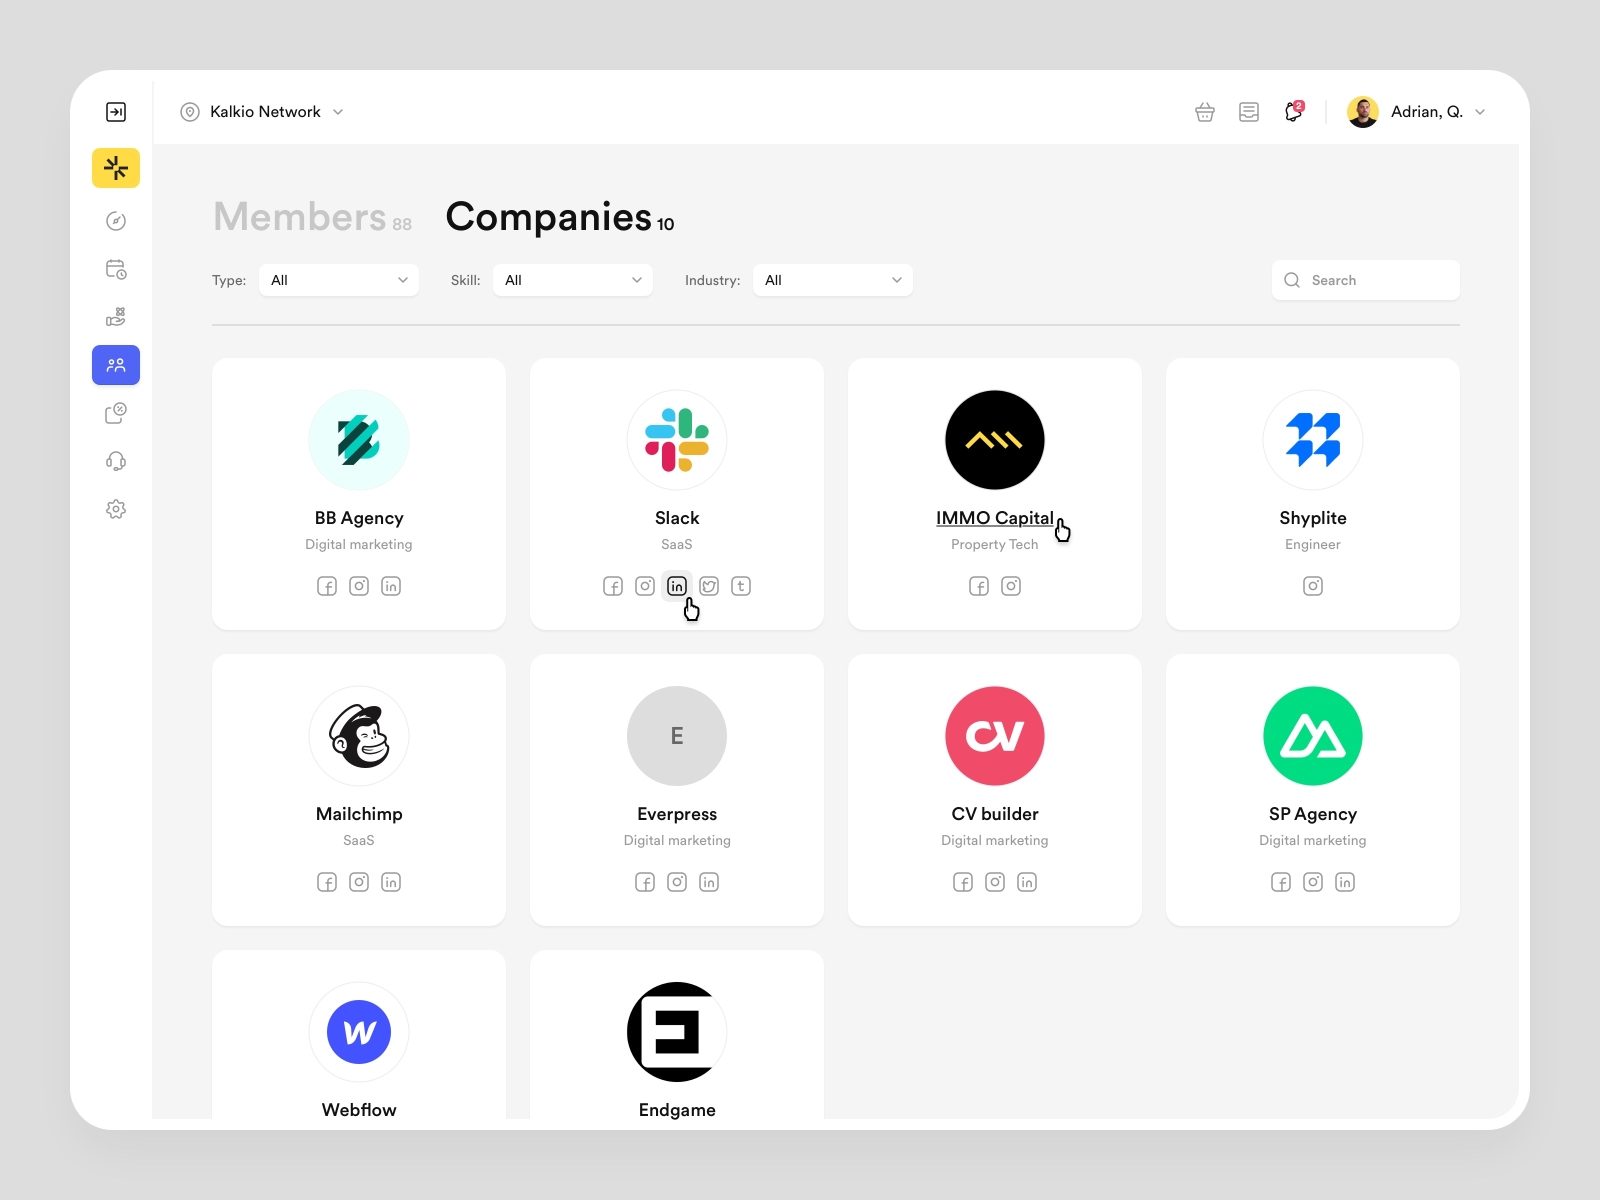 Kalkio Network
2
Adrian, Q.
Members 88 Companies 10
Type: All Skill: All Industry: All Search
BB Agency
Digital marketing
Slack
SaaS
IMMO Capital
Property Tech
Shyplite
Engineer
Mailchimp
SaaS
E
Everpress
Digital marketing
CV
CV builder
Digital marketing
SP Agency
Digital marketing
W
Webflow
E
Endgame